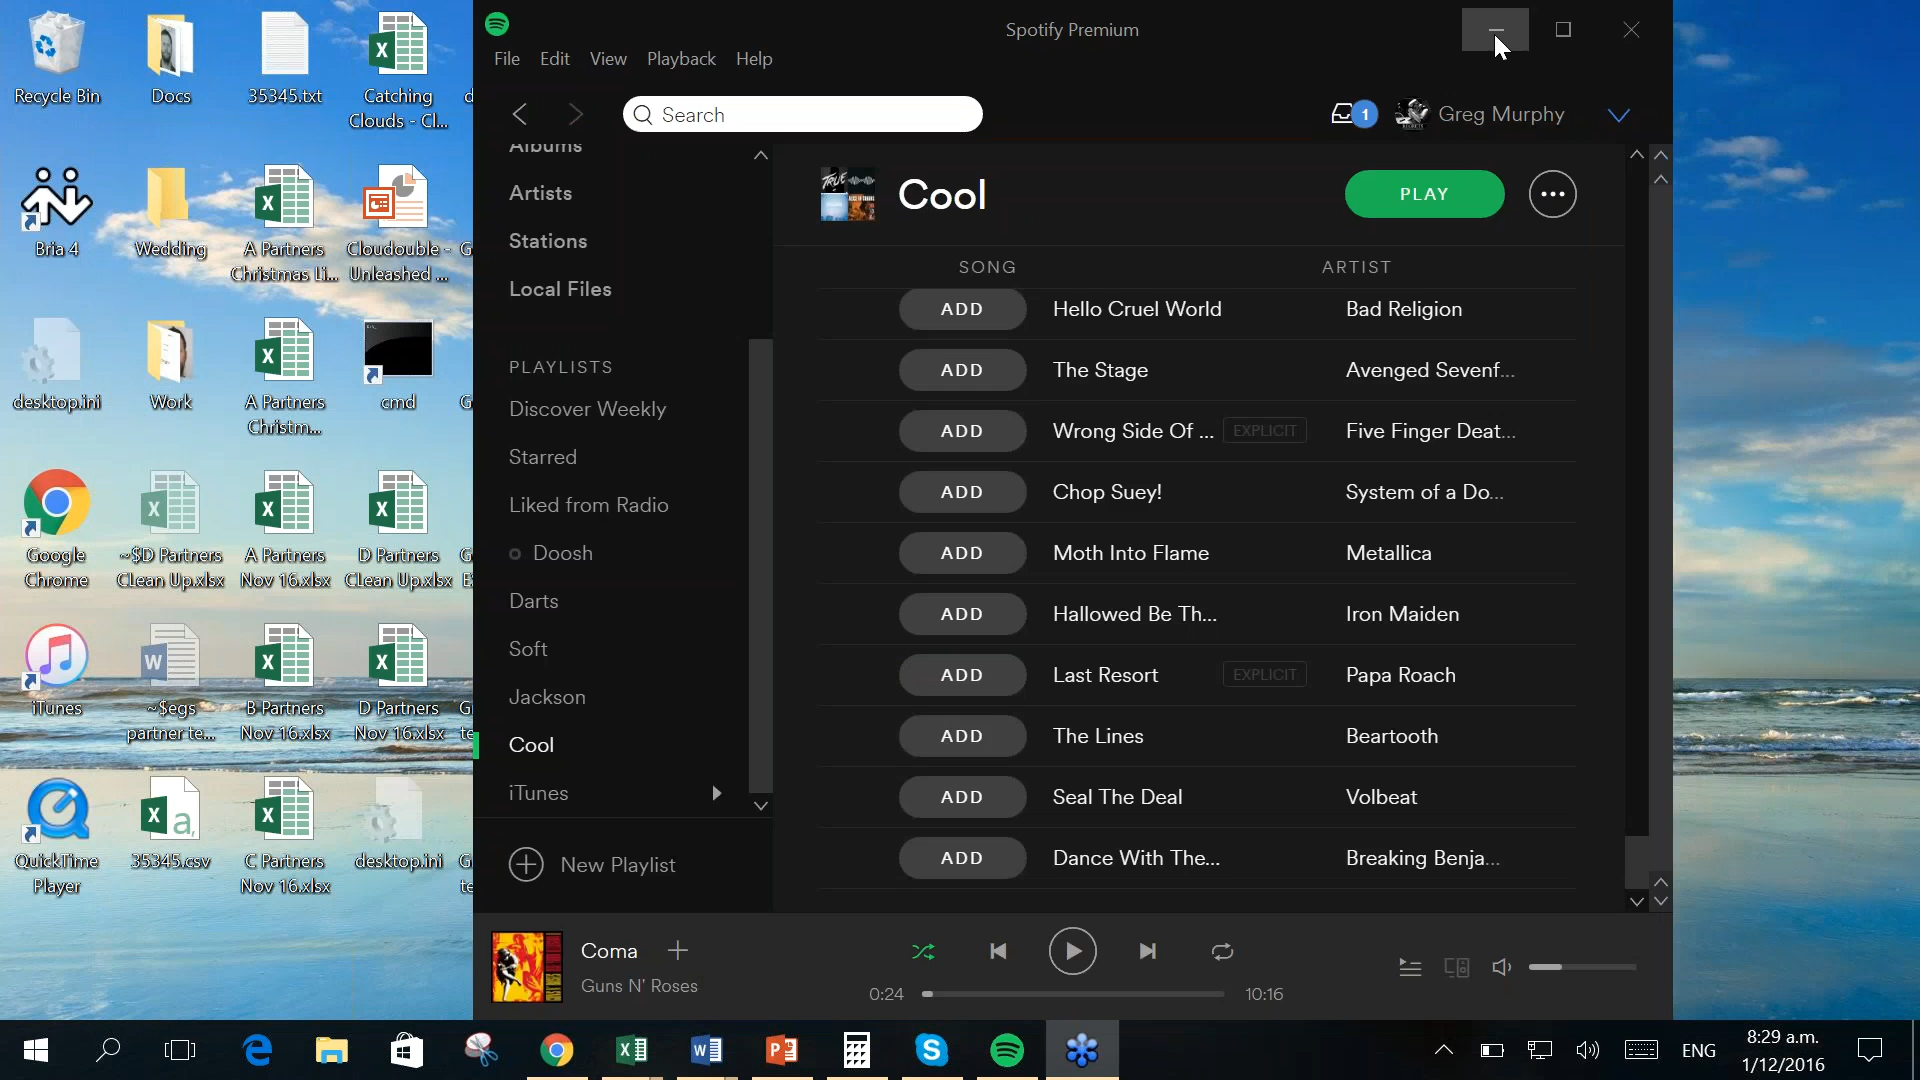 Recycle Bin
Docs
35345.txt
Catching
Clouds - Cl...
Bria 4
Wedding
A Partners
Christmas Li...
Cloudouble -
Unleashed ...
desktop.ini
Work
A Partners
Christm...
cmd
Google
Chrome
~$D Partners
CLean Up.xlsx
A Partners
Nov 16.xlsx
D Partners
CLean Up.xlsx
iTunes
~$egs
partner te...
B Partners
Nov 16.xlsx
D Partners
Nov 16.xlsx
QuickTime
Player
35345.csv
C Partners
Nov 16.xlsx
desktop.ini
Spotify Premium
File Edit View Playback Help
Search
1
Greg Murphy
Albums
Artists
Stations
Local Files
PLAYLISTS
Discover Weekly
Starred
Liked from Radio
Doosh
Darts
Soft
Jackson
Cool
iTunes
New Playlist
Cool
PLAY
SONG ARTIST
ADD Hello Cruel World Bad Religion
ADD The Stage Avenged Sevenf...
ADD Wrong Side Of ... EXPLICIT Five Finger Deat...
ADD Chop Suey! System of a Do...
ADD Moth Into Flame Metallica
ADD Hallowed Be Th... Iron Maiden
ADD Last Resort EXPLICIT Papa Roach
ADD The Lines Beartooth
ADD Seal The Deal Volbeat
ADD Dance With The... Breaking Benja...
Coma
Guns N' Roses
0:24 10:16
ENG
8:29 a.m.
1/12/2016